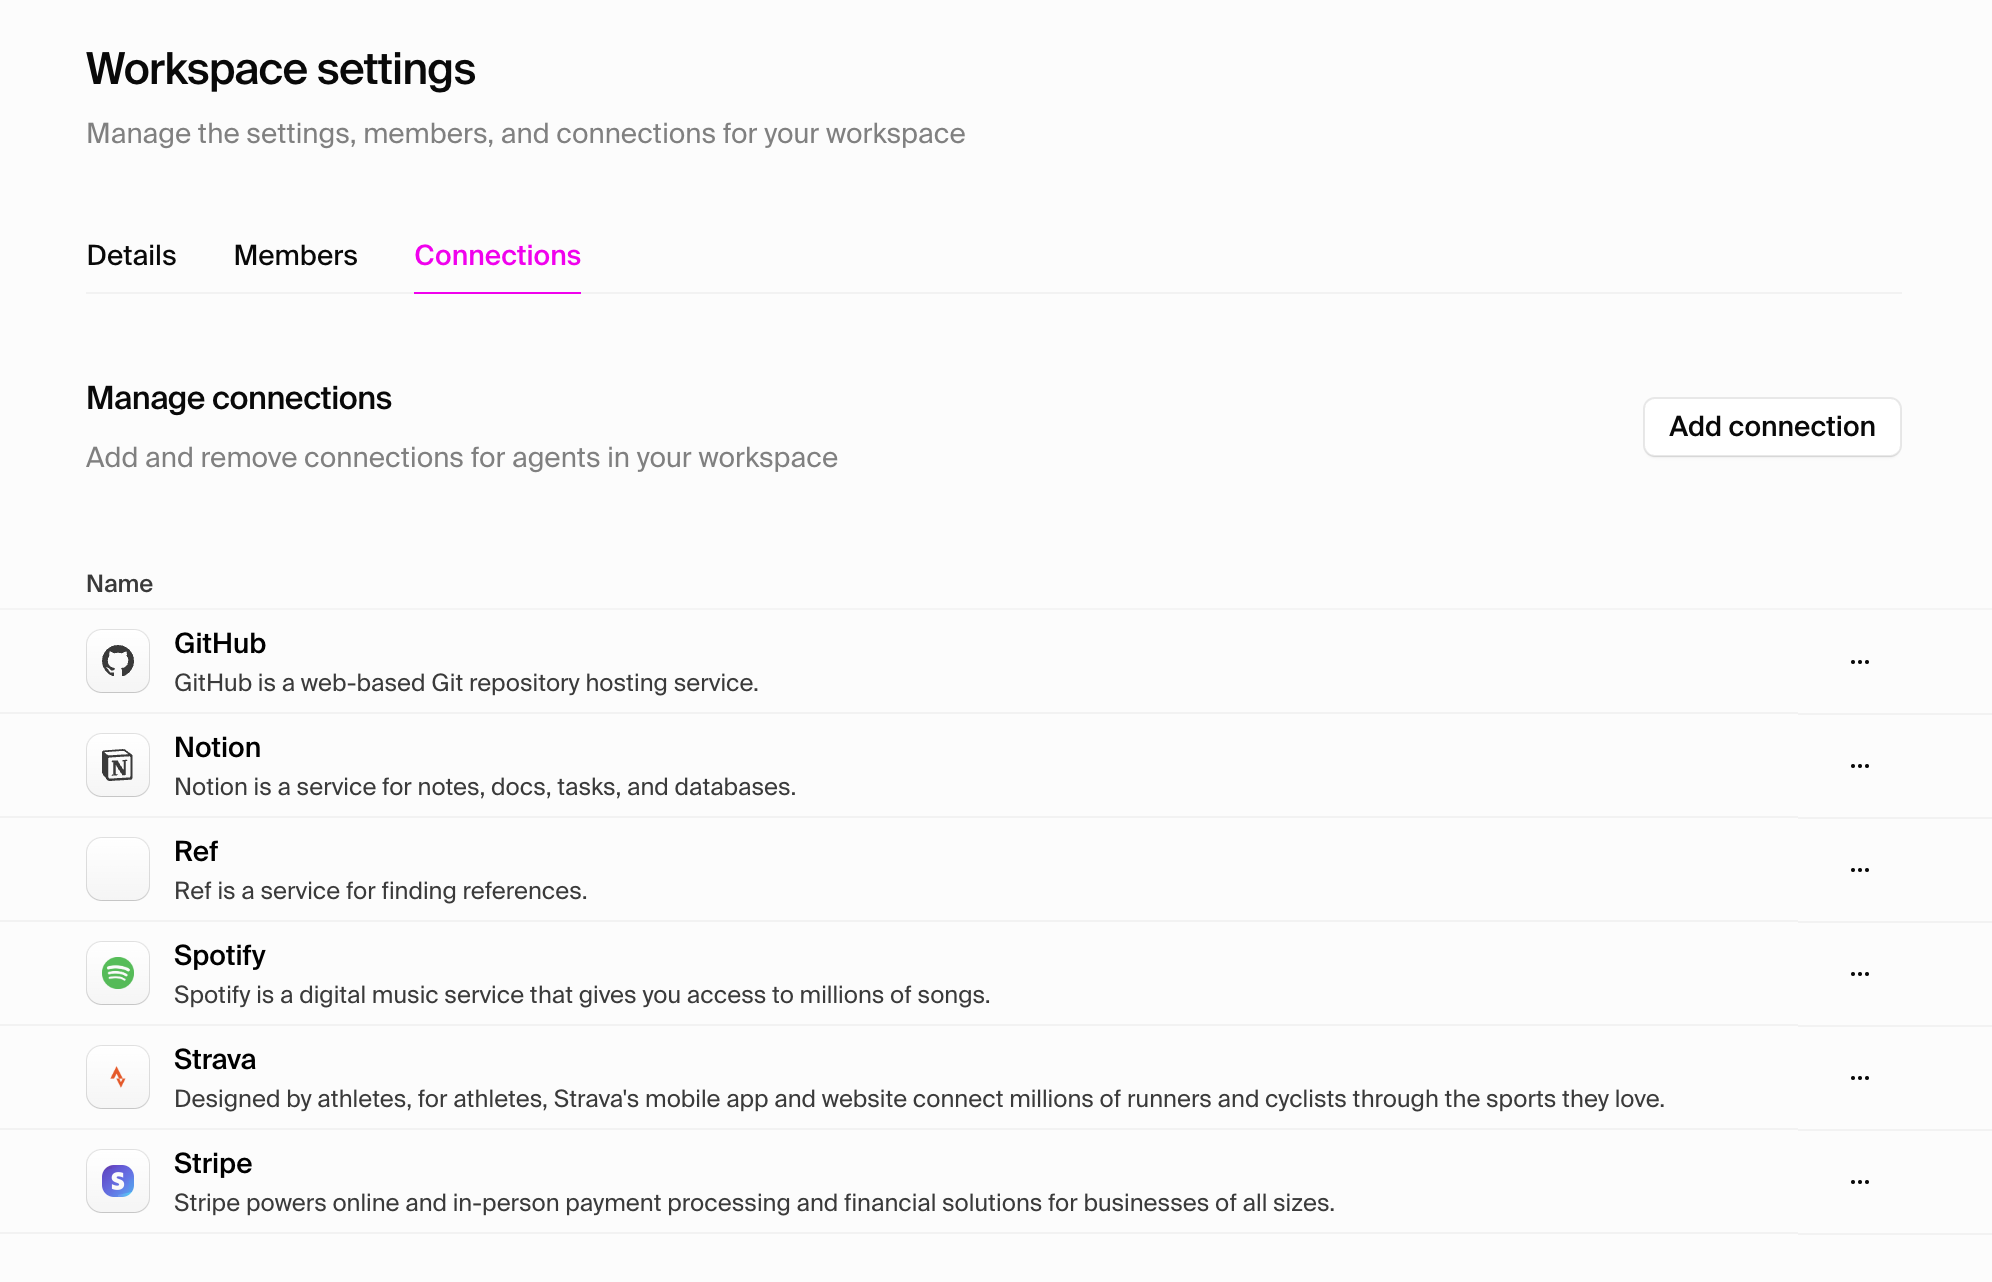 Workspace settings
Manage the settings, members, and connections for your workspace
Details Members Connections
Manage connections
Add connection
Add and remove connections for agents in your workspace
Name
GitHub
GitHub is a web-based Git repository hosting service.
Notion
Notion is a service for notes, docs, tasks, and databases.
Ref
Ref is a service for finding references.
Spotify
Spotify is a digital music service that gives you access to millions of songs.
Strava
Designed by athletes, for athletes, Strava's mobile app and website connect millions of runners and cyclists through the sports they love.
Stripe
Stripe powers online and in-person payment processing and financial solutions for businesses of all sizes.